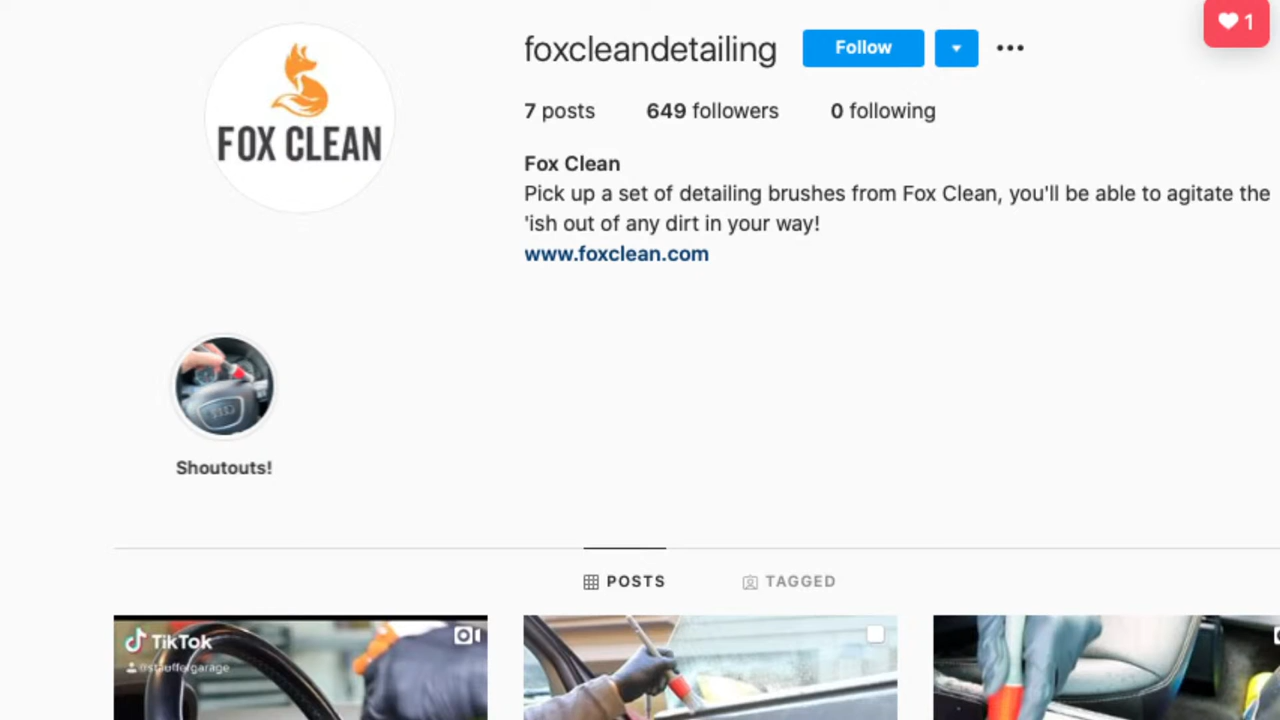 1
foxcleandetailing
Follow
7 posts 649 followers 0 following
FOX CLEAN
Fox Clean
Pick up a set of detailing brushes from Fox Clean, you'll be able to agitate the
'ish out of any dirt in your way!
www.foxclean.com
Shoutouts!
POSTS TAGGED
TikTok
@stauffergarage